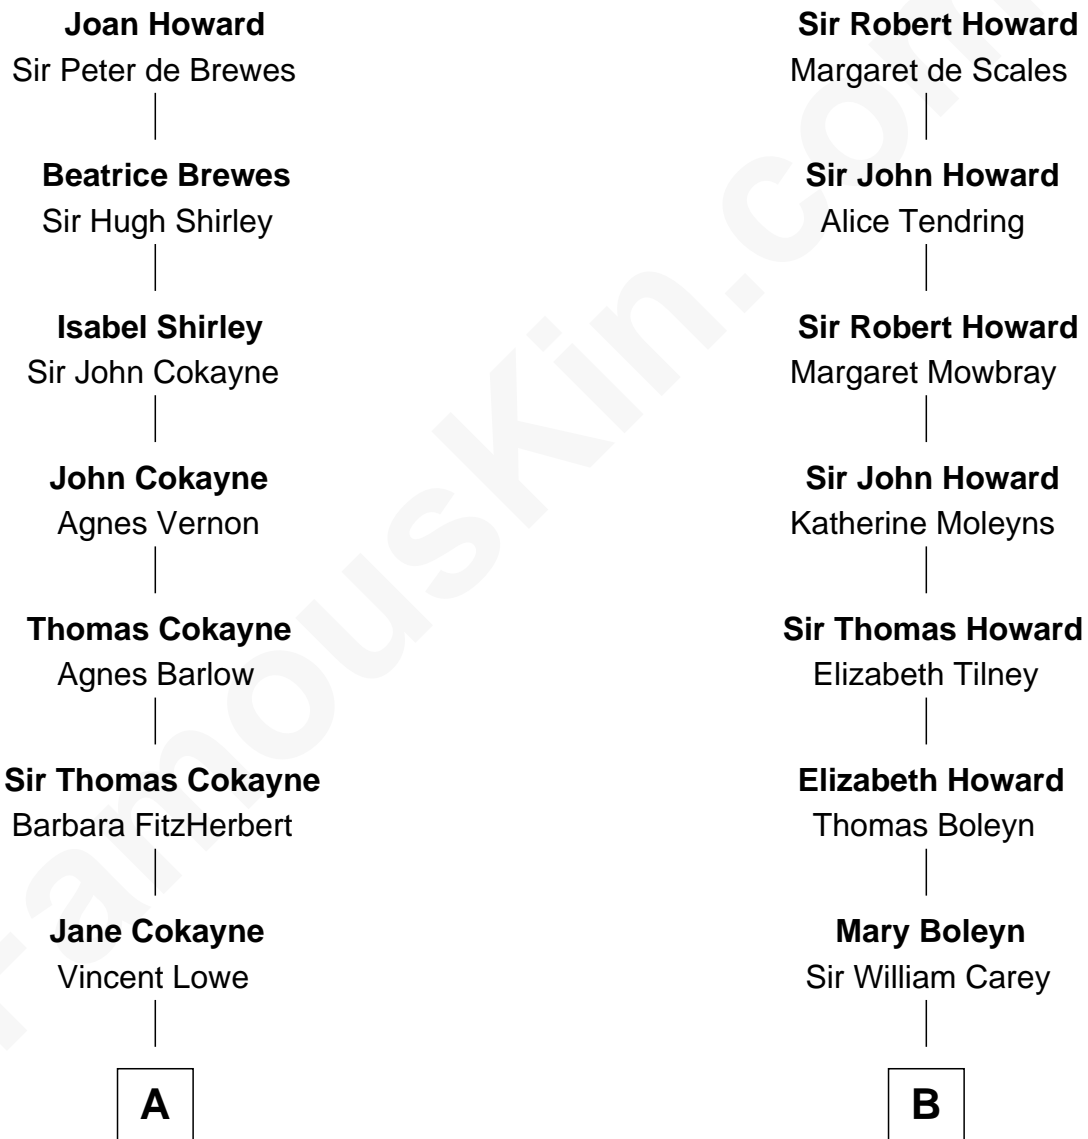 Joan Howard
Sir Peter de Brewes
Beatrice Brewes
Sir Hugh Shirley
Isabel Shirley
Sir John Cokayne
John Cokayne
Agnes Vernon
Thomas Cokayne
Agnes Barlow
Sir Thomas Cokayne
Barbara FitzHerbert
Jane Cokayne
Vincent Lowe
A
Sir Robert Howard
Margaret de Scales
Sir John Howard
Alice Tendring
Sir Robert Howard
Margaret Mowbray
Sir John Howard
Katherine Moleyns
Sir Thomas Howard
Elizabeth Tilney
Elizabeth Howard
Thomas Boleyn
Mary Boleyn
Sir William Carey
B
FamousKin.com